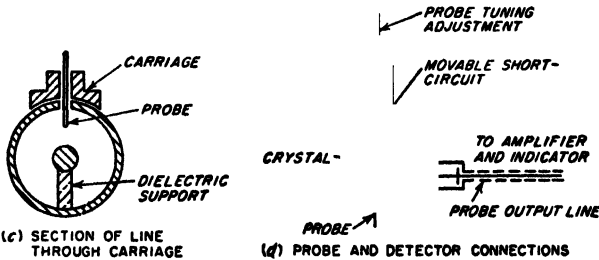 PROBE TUNING
ADJUSTMENT
CARRIAGE
MOVABLE SHORT-
CIRCUIT
PROBE
TO AMPLIFIER
AND INDICATOR
CRYSTAL-
DIELECTRIC
SUPPORT
PROBE OUTPUT LINE
PROBE
(c) SECTION OF LINE
THROUGH CARRIAGE
(d) PROBE AND DETECTOR CONNECTIONS